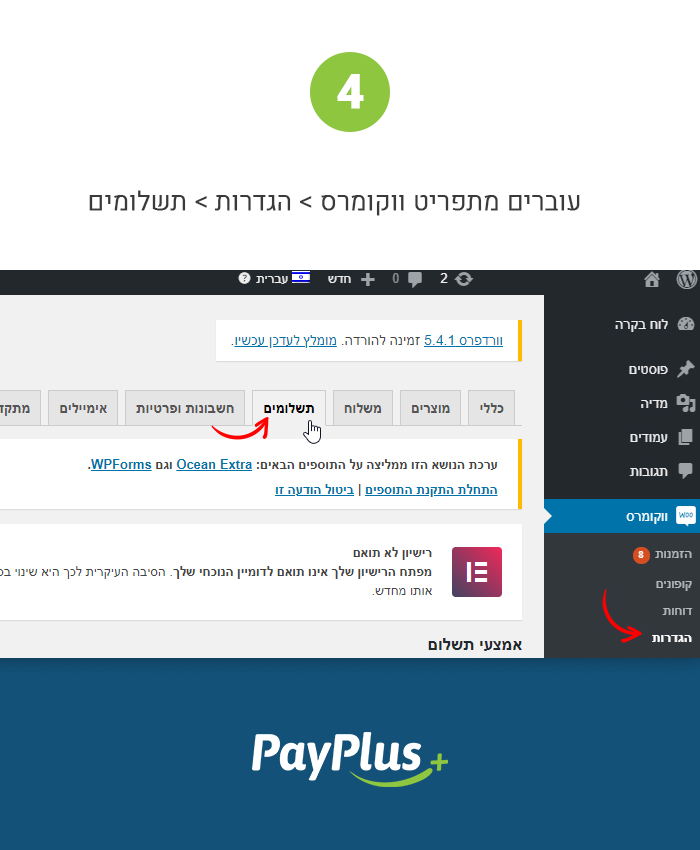 4
עוברים מתפריט ווקומרס > הגדרות > תשלומים
2 0 חדש עברית ?
לוח בקרה
פוסטים
מדיה
עמודים
תגובות
ווקומרס
הזמנות 8
קופונים
דוחות
הגדרות
וורדפרס 5.4.1 זמינה להורדה. מומלץ לעדכן עכשיו.
כללי מוצרים משלוח תשלומים חשבונות ופרטיות אימיילים
ערכת הנושא הזו ממליצה על התוספים הבאים: Ocean Extra וגם WPForms.
התחלת התקנת התוספים | ביטול הודעה זו
רישיון לא תואם
מפתח הרישיון שלך אינו תואם לדומיין הנוכחי שלך. הסיבה העיקרית לכך היא שינוי
אותו מחדש.
אמצעי תשלום
PayPlus+